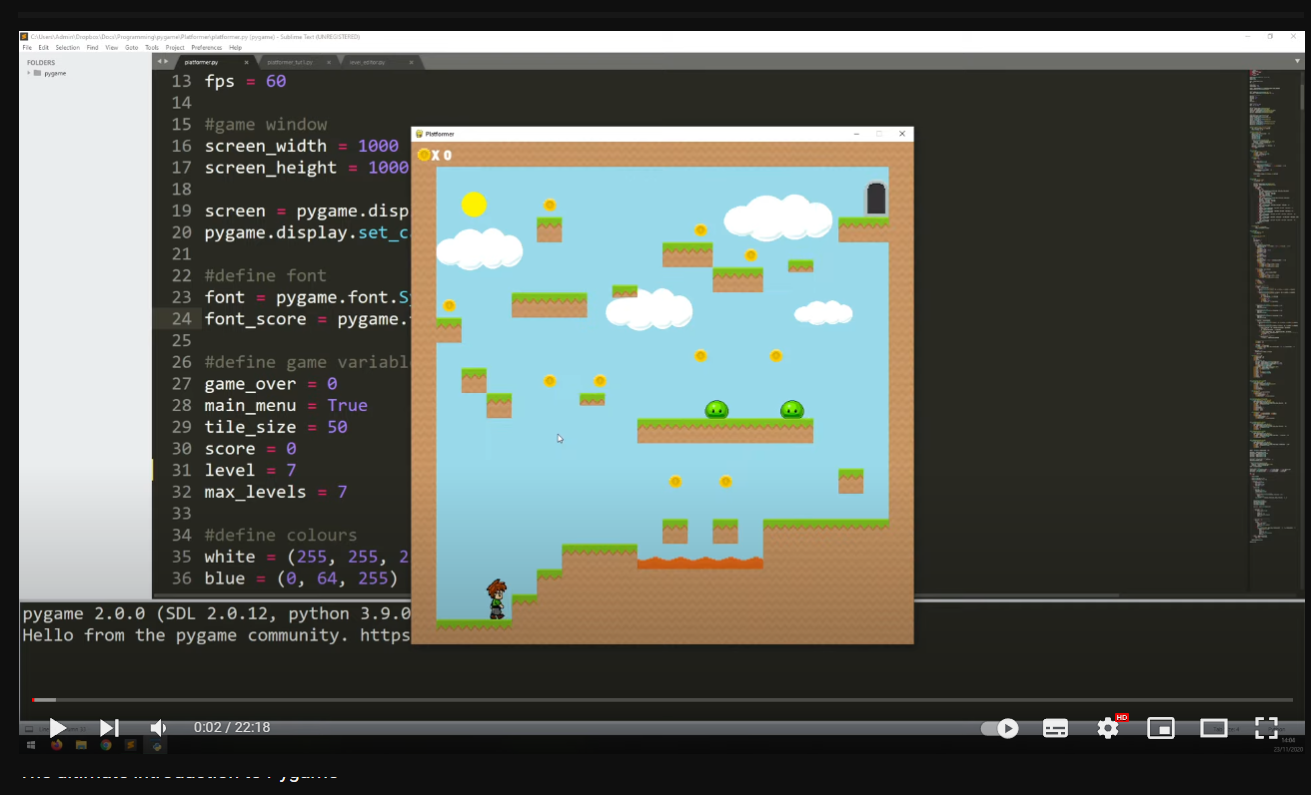 C:\Users\Admin\Dropbox\Docs\Programming\pygame\Platformer\platformer.py (pygame) - Sublime Text (UNREGISTERED)
File Edit Selection Find View Goto Tools Project Preferences Help
FOLDERS
pygame
platformer.py platformer_tut1.py level_editor.py
13 fps = 60
14
15 #game window
16 screen_width = 1000
17 screen_height = 1000
18
19 screen = pygame.disp
20 pygame.display.set_c
21
22 #define font
23 font = pygame.font.S
24 font_score = pygame.
25
26 #define game variabl
27 game_over = 0
28 main_menu = True
29 tile_size = 50
30 score = 0
31 level = 7
32 max_levels = 7
33
34 #define colours
35 white = (255, 255, 2
36 blue = (0, 64, 255)
Platformer
X 0
pygame 2.0.0 (SDL 2.0.12, python 3.9.0
Hello from the pygame community. https
0:02 / 22:18
HD
14:04
23/11/2020
The ultimate introduction to Pygame